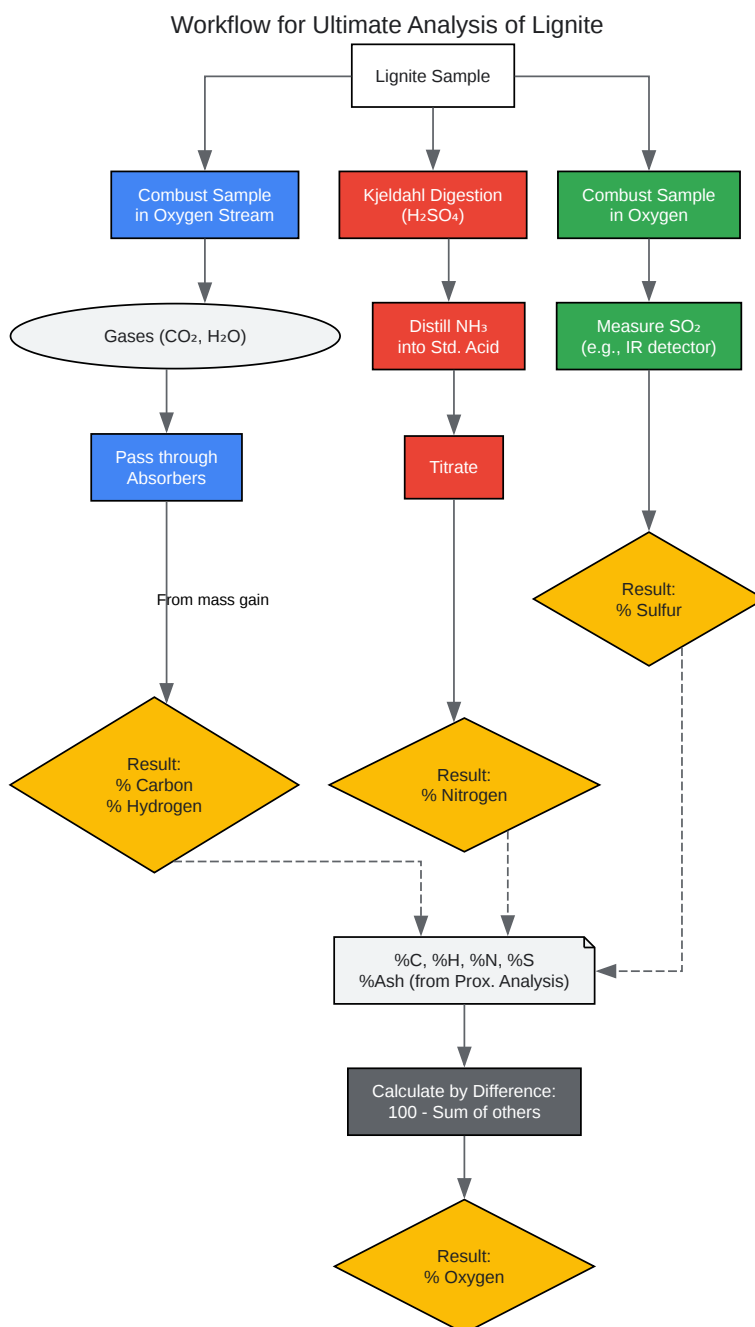 Workflow for Ultimate Analysis of Lignite
Lignite Sample
Combust Sample
in Oxygen Stream
Kjeldahl Digestion
(H₂SO₄)
Combust Sample
in Oxygen
Gases (CO₂, H₂O)
Distill NH₃
into Std. Acid
Measure SO₂
(e.g., IR detector)
Pass through
Absorbers
Titrate
From mass gain
Result:
% Sulfur
Result:
% Carbon
% Hydrogen
Result:
% Nitrogen
%C, %H, %N, %S
%Ash (from Prox. Analysis)
Calculate by Difference:
100 - Sum of others
Result:
% Oxygen